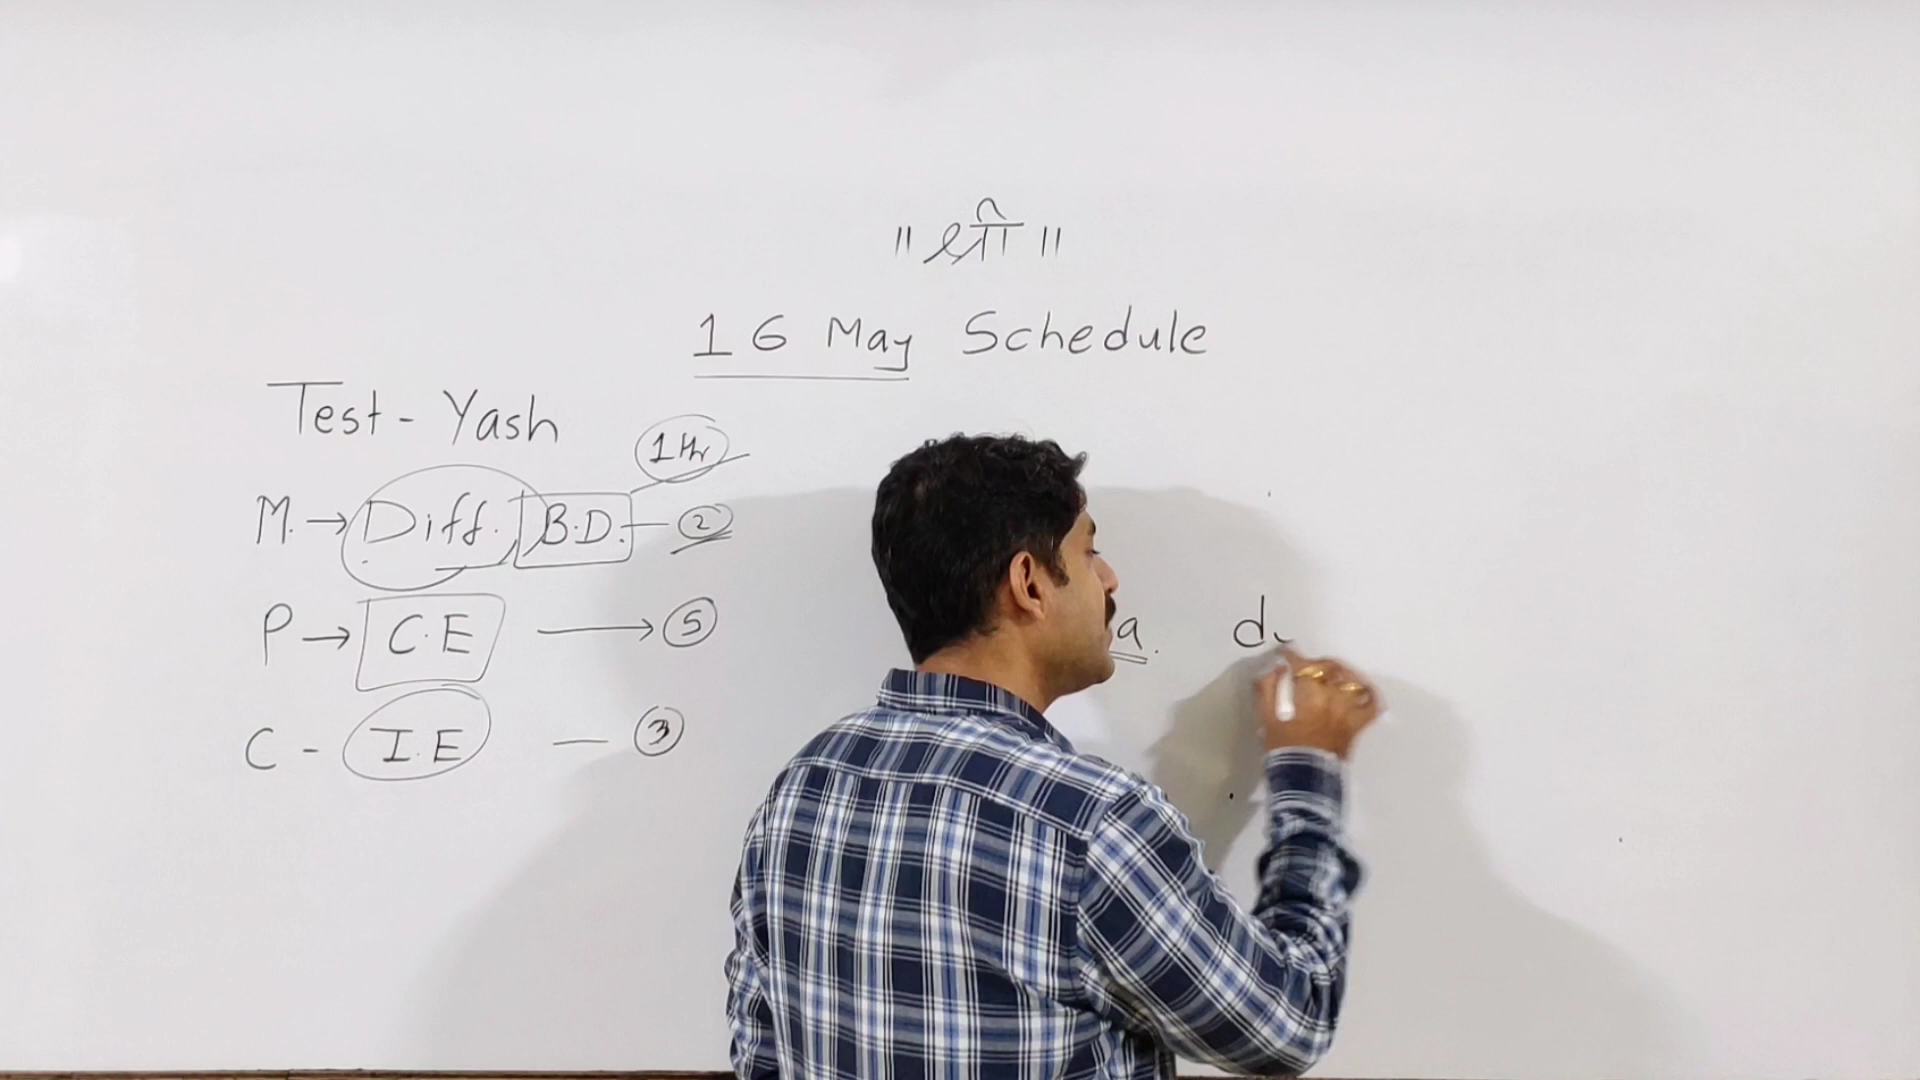 ॥ श्री ॥
16 May Schedule
Test - Yash
1 Hr
M. → Diff., B.D. — 2
P → C.E → 5
C - I.E — 3
a.